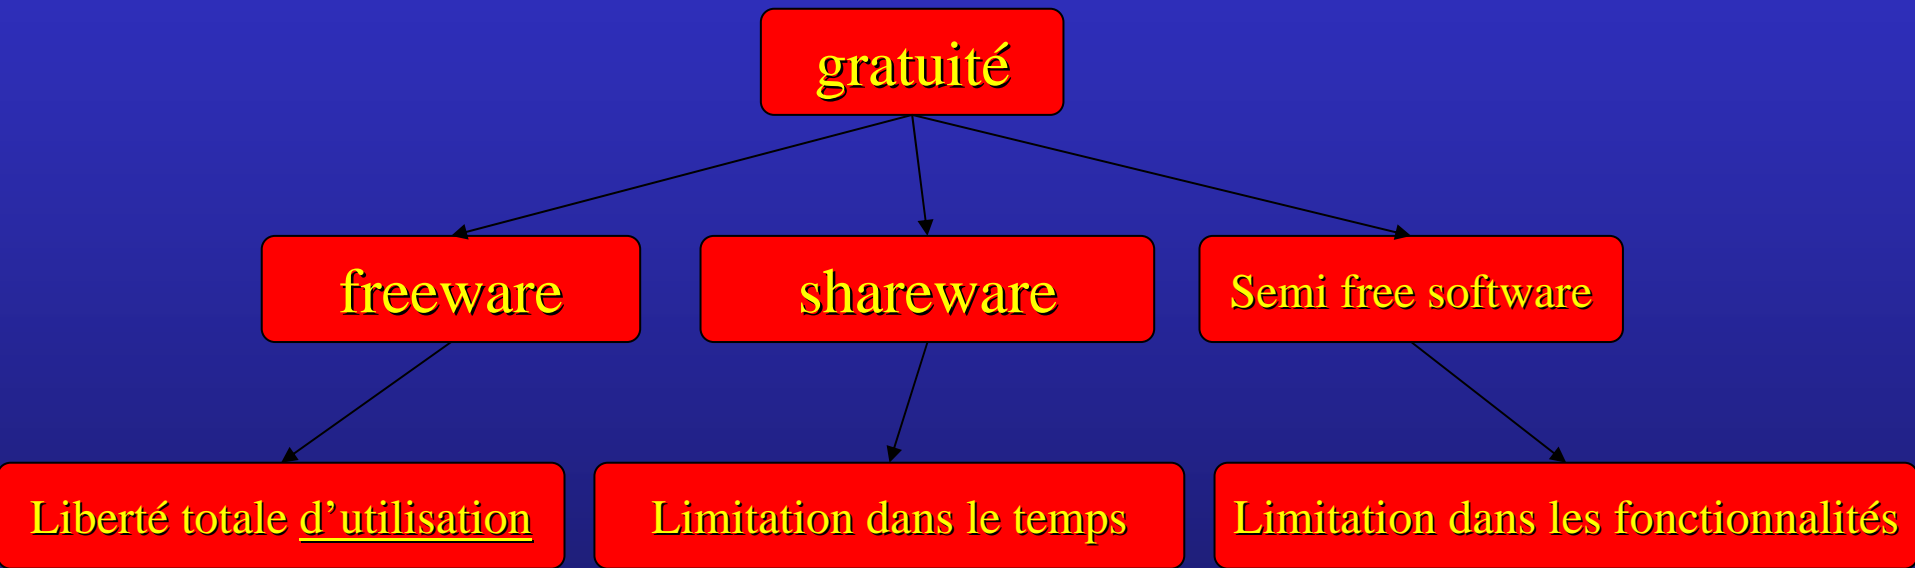 gratuité
freeware
shareware
Semi free software
Liberté totale d’utilisation
Limitation dans le temps
Limitation dans les fonctionnalités